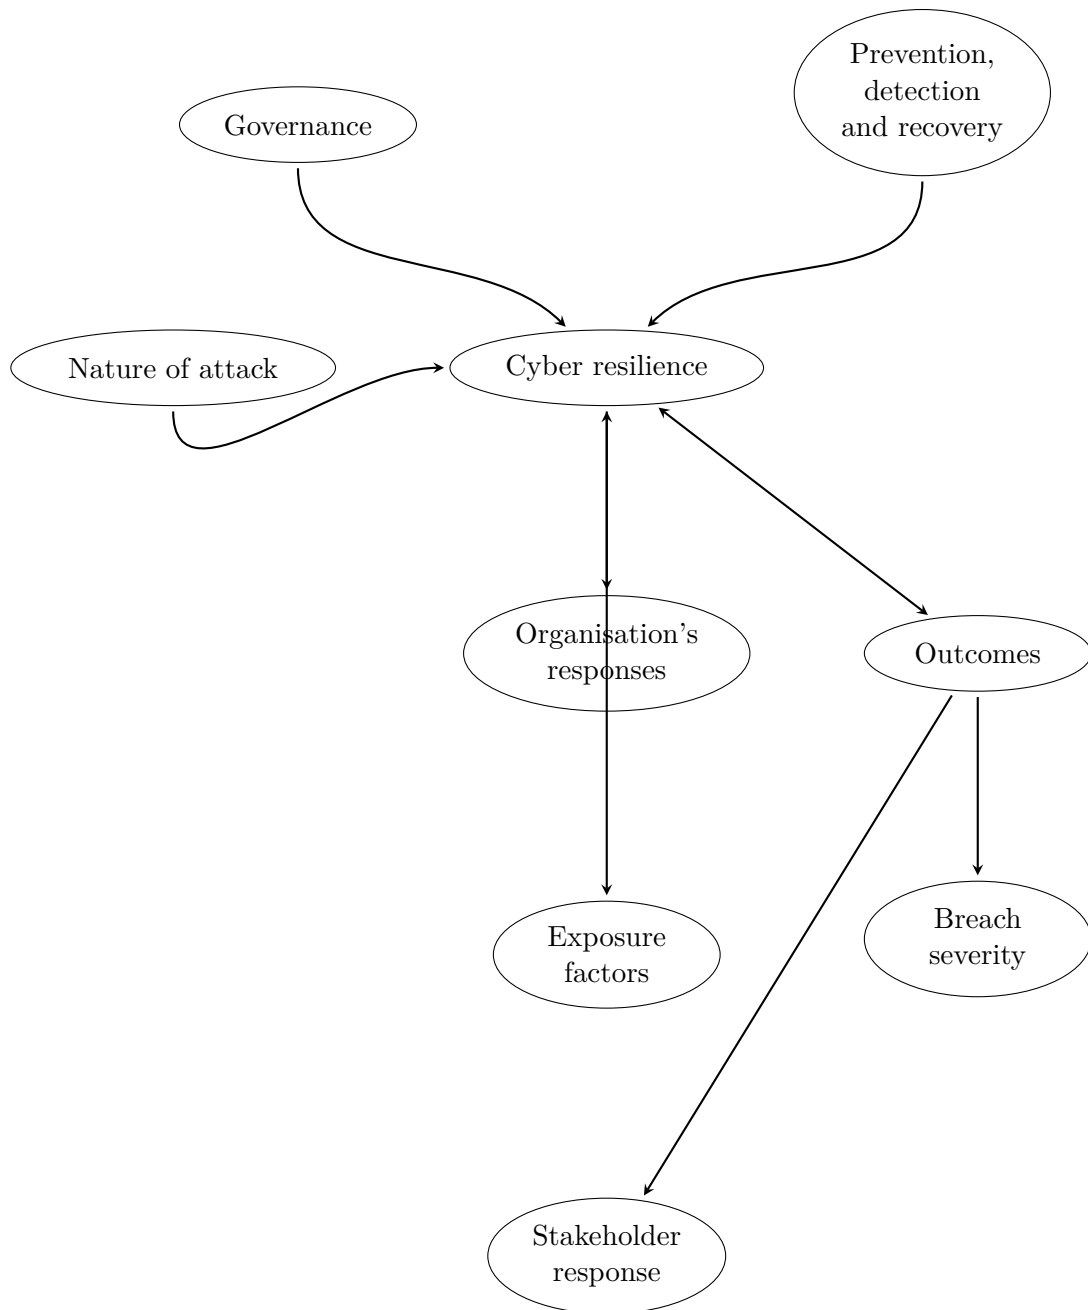 Prevention,
detection
and recovery
Governance
Nature of attack
Cyber resilience
Organisation's
responses
Outcomes
Exposure
factors
Breach
severity
Stakeholder
response